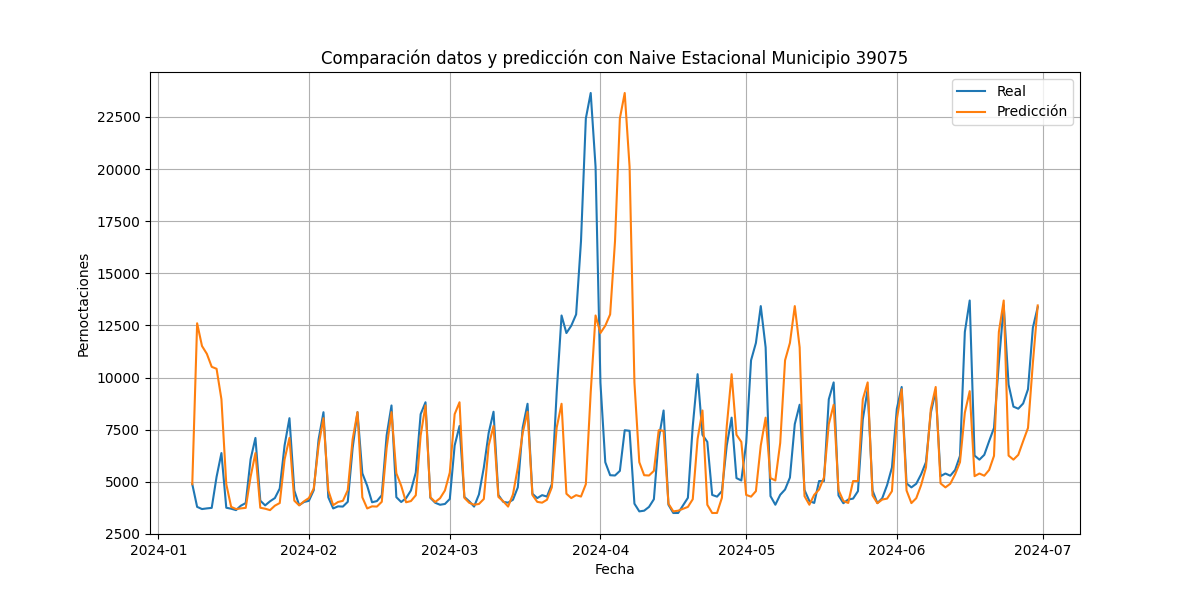 Comparación datos y predicción con Naive Estacional Municipio 39075
Real
Predicción
Pernoctaciones
22500
20000
17500
15000
12500
10000
7500
5000
2500
2024-01 2024-02 2024-03 2024-04 2024-05 2024-06 2024-07
Fecha